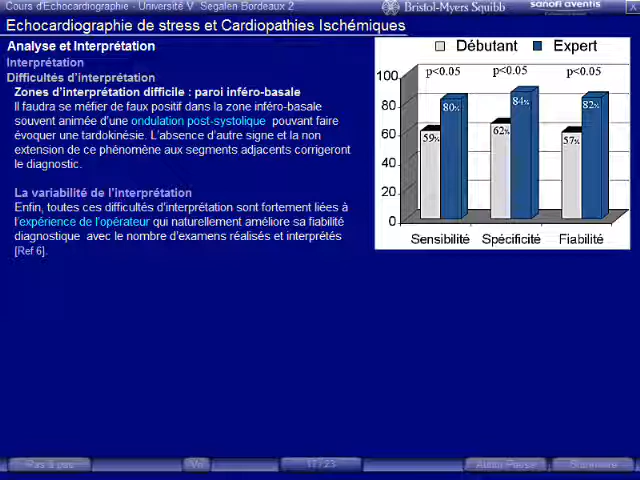 Cours d'Echocardiographie - Université V Segalen Bordeaux 2
Bristol-Myers Squibb
sanofi aventis
X
Echocardiographie de stress et Cardiopathies Ischémiques
Analyse et Interprétation
Interprétation
Difficultés d'interprétation
Zones d'interprétation difficile : paroi inféro-basale
Il faudra se méfier de faux positif dans la zone inféro-basale
souvent animée d'une ondulation post-systolique pouvant faire
évoquer une tardokinésie. L'absence d'autre signe et la non
extension de ce phénomène aux segments adjacents corrigeront
le diagnostic.
La variabilité de l'interprétation
Enfin, toutes ces difficultés d'interprétation sont fortement liées à
l'expérience de l'opérateur qui naturellement améliore sa fiabilité
diagnostique avec le nombre d'examens réalisés et interprétés
[Ref 6].
Débutant Expert
p<0.05 p<0.05 p<0.05
100
80
60
40
20
0
59% 80% 62% 84% 57% 82%
Sensibilité Spécificité Fiabilité
Pas à pas
17 / 23
Sommaire